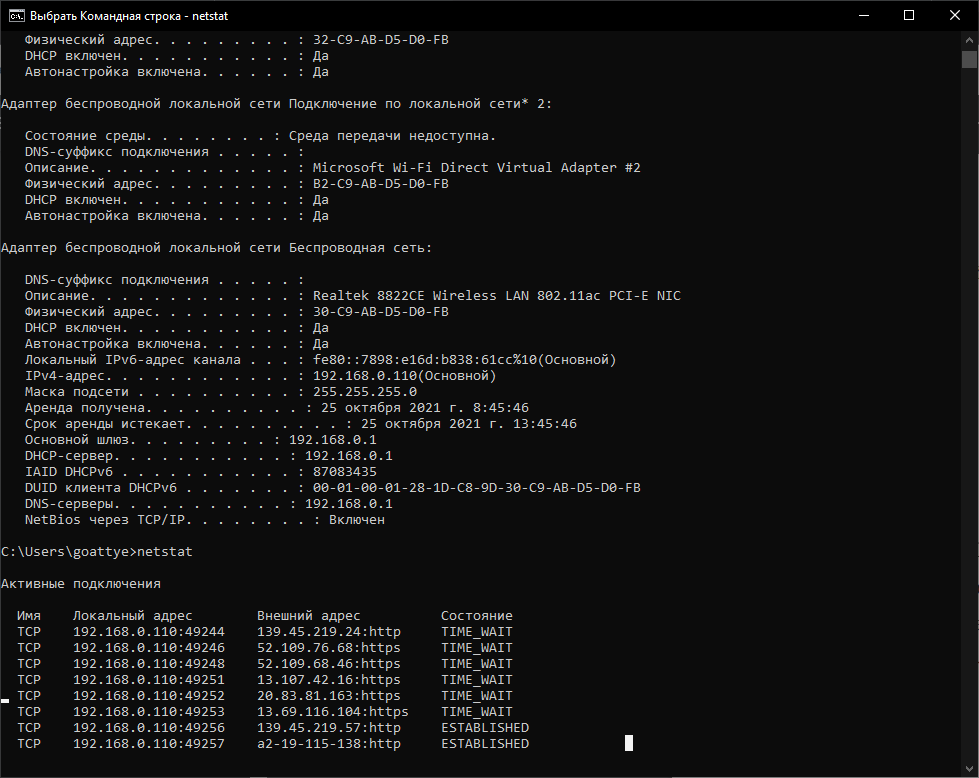 Выбрать Командная строка - netstat
Физический адрес. . . . . . . . . : 32-C9-AB-D5-D0-FB
DHCP включен. . . . . . . . . . . : Да
Автонастройка включена. . . . . . : Да
Адаптер беспроводной локальной сети Подключение по локальной сети* 2:
Состояние среды. . . . . . . . : Среда передачи недоступна.
DNS-суффикс подключения . . . . . :
Описание. . . . . . . . . . . . . : Microsoft Wi-Fi Direct Virtual Adapter #2
Физический адрес. . . . . . . . . : B2-C9-AB-D5-D0-FB
DHCP включен. . . . . . . . . . . : Да
Автонастройка включена. . . . . . : Да
Адаптер беспроводной локальной сети Беспроводная сеть:
DNS-суффикс подключения . . . . . :
Описание. . . . . . . . . . . . . : Realtek 8822CE Wireless LAN 802.11ac PCI-E NIC
Физический адрес. . . . . . . . . : 30-C9-AB-D5-D0-FB
DHCP включен. . . . . . . . . . . : Да
Автонастройка включена. . . . . . : Да
Локальный IPv6-адрес канала . . . : fe80::7898:e16d:b838:61cc%10(Основной)
IPv4-адрес. . . . . . . . . . . . : 192.168.0.110(Основной)
Маска подсети . . . . . . . . . . : 255.255.255.0
Аренда получена. . . . . . . . . . : 25 октября 2021 г. 8:45:46
Срок аренды истекает. . . . . . . . . . : 25 октября 2021 г. 13:45:46
Основной шлюз. . . . . . . . . : 192.168.0.1
DHCP-сервер. . . . . . . . . . . : 192.168.0.1
IAID DHCPv6 . . . . . . . . . . . : 87083435
DUID клиента DHCPv6 . . . . . . . : 00-01-00-01-28-1D-C8-9D-30-C9-AB-D5-D0-FB
DNS-серверы. . . . . . . . . . . : 192.168.0.1
NetBios через TCP/IP. . . . . . . . : Включен
C:\Users\goattye>netstat
Активные подключения
Имя Локальный адрес Внешний адрес Состояние
TCP 192.168.0.110:49244 139.45.219.24:http TIME_WAIT
TCP 192.168.0.110:49246 52.109.76.68:https TIME_WAIT
TCP 192.168.0.110:49248 52.109.68.46:https TIME_WAIT
TCP 192.168.0.110:49251 13.107.42.16:https TIME_WAIT
TCP 192.168.0.110:49252 20.83.81.163:https TIME_WAIT
TCP 192.168.0.110:49253 13.69.116.104:https TIME_WAIT
TCP 192.168.0.110:49256 139.45.219.57:http ESTABLISHED
TCP 192.168.0.110:49257 a2-19-115-138:http ESTABLISHED